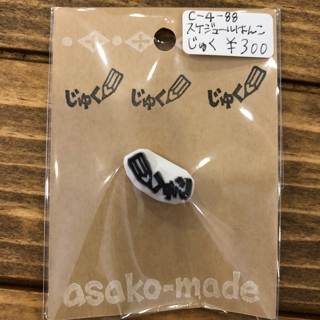 C-4-88
スケジュールはんこ
じゅく ¥300
じゅく じゅく じゅく
asako-made